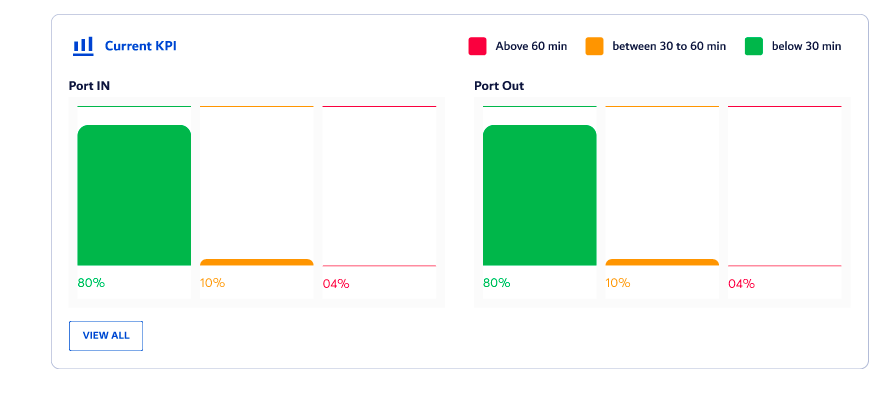 Current KPI
Above 60 min
between 30 to 60 min
below 30 min
Port IN
80%
10%
04%
Port Out
80%
10%
04%
VIEW ALL